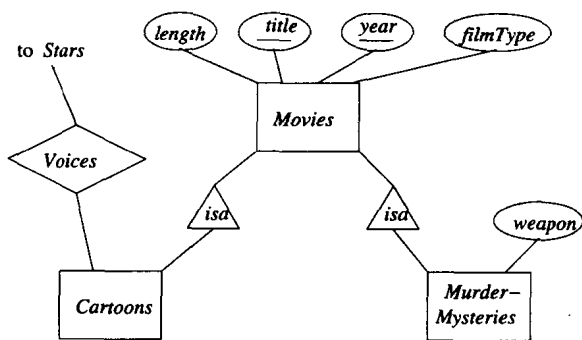 length
title
year
filmType
to Stars
Movies
Voices
isa
isa
weapon
Cartoons
Murder–
Mysteries